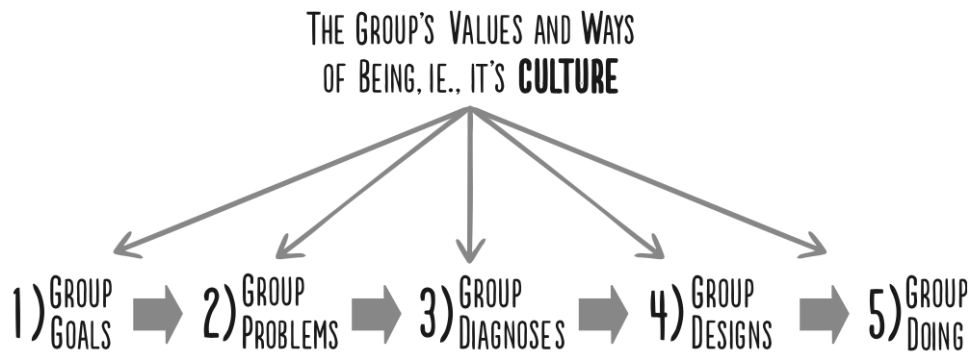 The Group's Values and Ways
of Being, ie., it's CULTURE
1) Group Goals
2) Group Problems
3) Group Diagnoses
4) Group Designs
5) Group Doing